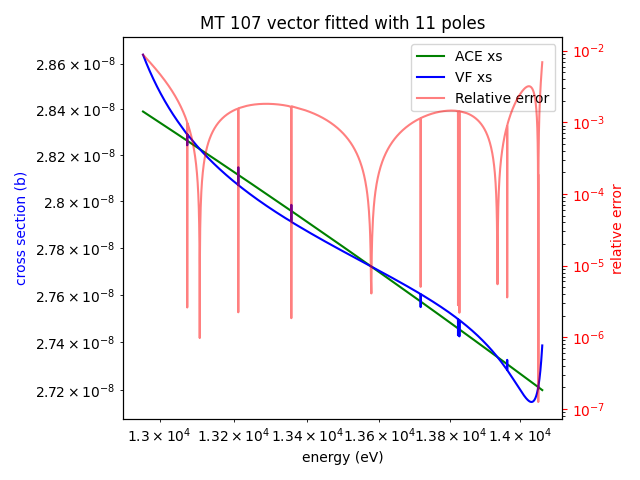 MT 107 vector fitted with 11 poles
ACE xs
VF xs
Relative error
cross section (b)
2.86 × 10⁻⁸
2.84 × 10⁻⁸
2.82 × 10⁻⁸
2.8 × 10⁻⁸
2.78 × 10⁻⁸
2.76 × 10⁻⁸
2.74 × 10⁻⁸
2.72 × 10⁻⁸
10⁻²
10⁻³
10⁻⁴
10⁻⁵
10⁻⁶
10⁻⁷
relative error
1.3 × 10⁴ 1.32 × 10⁴ 1.34 × 10⁴ 1.36 × 10⁴ 1.38 × 10⁴ 1.4 × 10⁴
energy (eV)